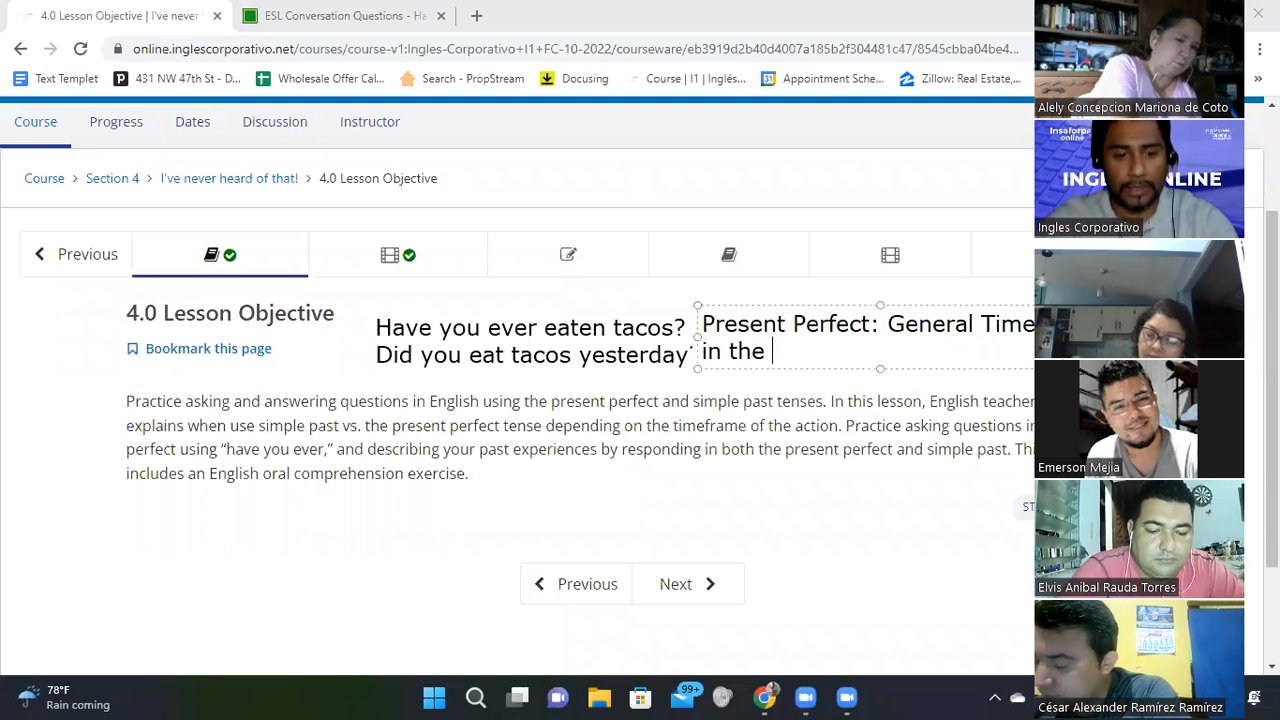 4.0 Lesson Objective | I've never
ESL Conversation Questions - Ha
online.inglescorporativo.net/courses/course-v1:Ingles-Corporativo+I1+FC-10-2022/courseware/eb3919d2b40d4007a185b2f304481c47/8545cbba04be4...
Text Templet
431 NW 47th St - D...
Wholesale Offer Cal...
Search - PropStream
Docusing
Course | I1 | Inglés...
Appointment Sche...
Zillow: Real Estate,...
»
Course Progress Dates Discussion Instructor
Course > Section 4 > I've never heard of that! > 4.0 Lesson Objective
Previous
4.0 Lesson Objective
Bookmark this page
Have you ever eaten tacos?
Did you eat tacos yesterday
Present Perfect: General Time
in the
Practice asking and answering questions in English using the present perfect and simple past tenses. In this lesson, English teacher
explains when use simple past vs. the present perfect tense depending on the timeframe of the action. Practice asking questions in
perfect using “have you ever,” and describing your past experiences by responding in both the present perfect and simple past. Thi
includes an English oral comprehension exercise.
ST
Previous Next
Alely Concepcion Mariona de Coto
Insaforp
online
INGL NLINE
Ingles Corporativo
Emerson Mejia
Elvis Anibal Rauda Torres
César Alexander Ramírez Ramírez
78°F
Rain coming
99+